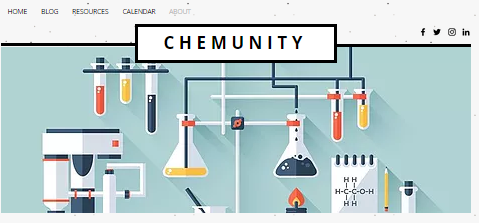 HOME BLOG RESOURCES CALENDAR ABOUT
CHEMUNITY
H H
H-C-C-O-H
H H